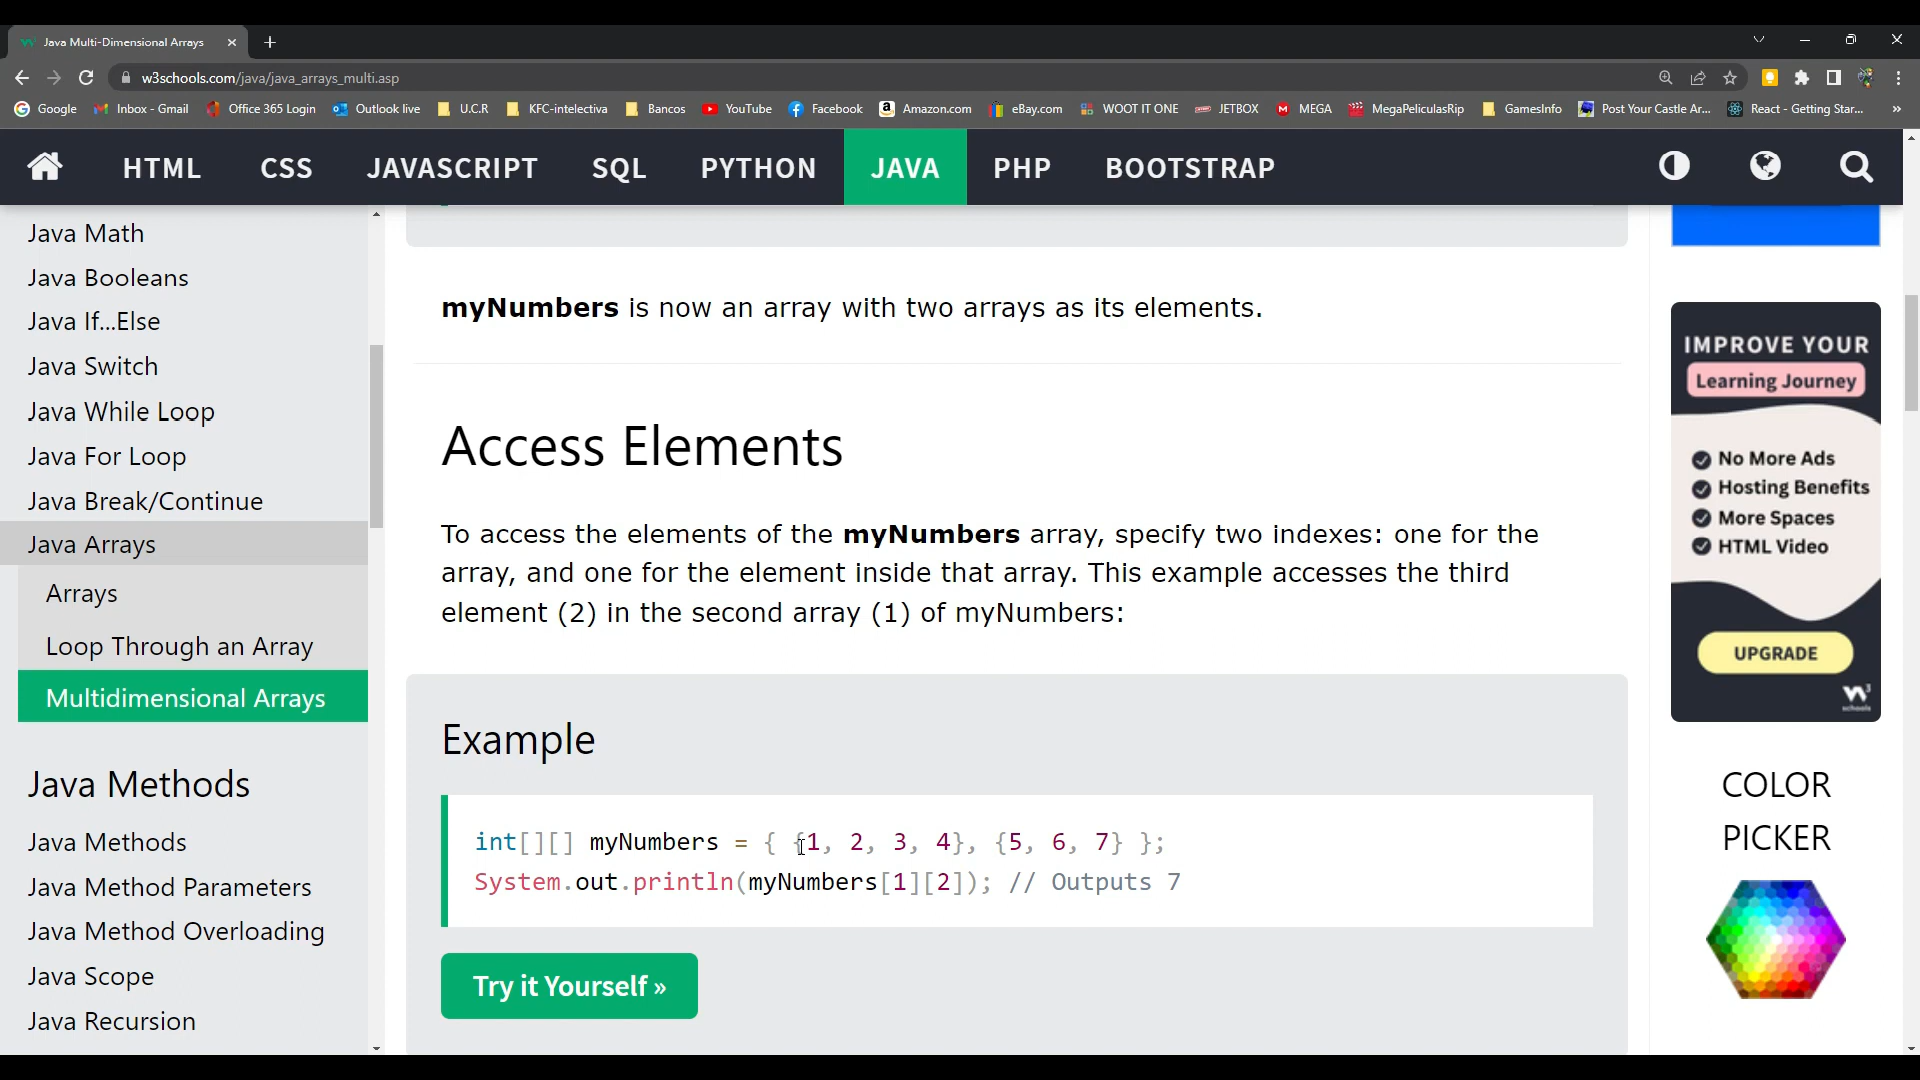 Java Multi-Dimensional Arrays
w3schools.com/java/java_arrays_multi.asp
Google Inbox - Gmail Office 365 Login Outlook live U.C.R KFC-intelectiva Bancos YouTube Facebook Amazon.com eBay.com WOOT IT ONE JETBOX MEGA MegaPeliculasRip GamesInfo Post Your Castle Ar... React - Getting Star... »
HTML CSS JAVASCRIPT SQL PYTHON JAVA PHP BOOTSTRAP
Java Math
Java Booleans
Java If...Else
Java Switch
Java While Loop
Java For Loop
Java Break/Continue
Java Arrays
Arrays
Loop Through an Array
Multidimensional Arrays
Java Methods
Java Methods
Java Method Parameters
Java Method Overloading
Java Scope
Java Recursion
myNumbers is now an array with two arrays as its elements.
Access Elements
To access the elements of the myNumbers array, specify two indexes: one for the
array, and one for the element inside that array. This example accesses the third
element (2) in the second array (1) of myNumbers:
Example
int[][] myNumbers = { {1, 2, 3, 4}, {5, 6, 7} };
System.out.println(myNumbers[1][2]); // Outputs 7
Try it Yourself »
IMPROVE YOUR
Learning Journey
No More Ads
Hosting Benefits
More Spaces
HTML Video
UPGRADE
W3
schools
COLOR
PICKER